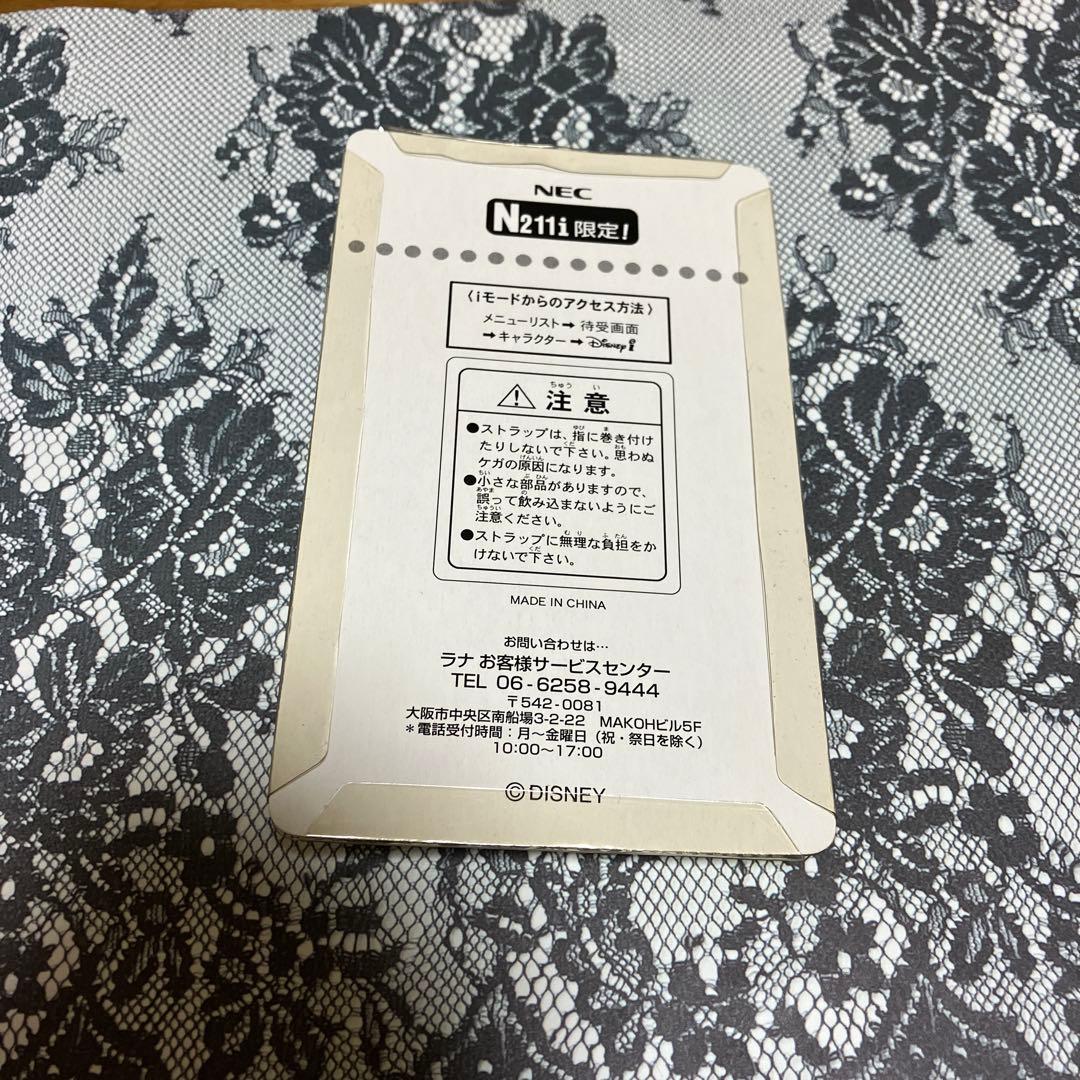 NEC
N211i 限定!
〈iモードからのアクセス方法〉
メニューリスト➡待受画面
➡キャラクター➡Disney i
ちゅう い
注意
●ストラップは、指に巻き付け
たりしないで下さい。思わぬ
ケガの原因になります。
●小さな部品がありますので、
誤って飲み込まないようにご
注意ください。
●ストラップに無理な負担をか
けないで下さい。
MADE IN CHINA
お問い合わせは…
ラナ お客様サービスセンター
TEL 06-6258-9444
〒542-0081
大阪市中央区南船場3-2-22 MAKOHビル5F
*電話受付時間:月〜金曜日(祝・祭日を除く)
10:00〜17:00
©DISNEY